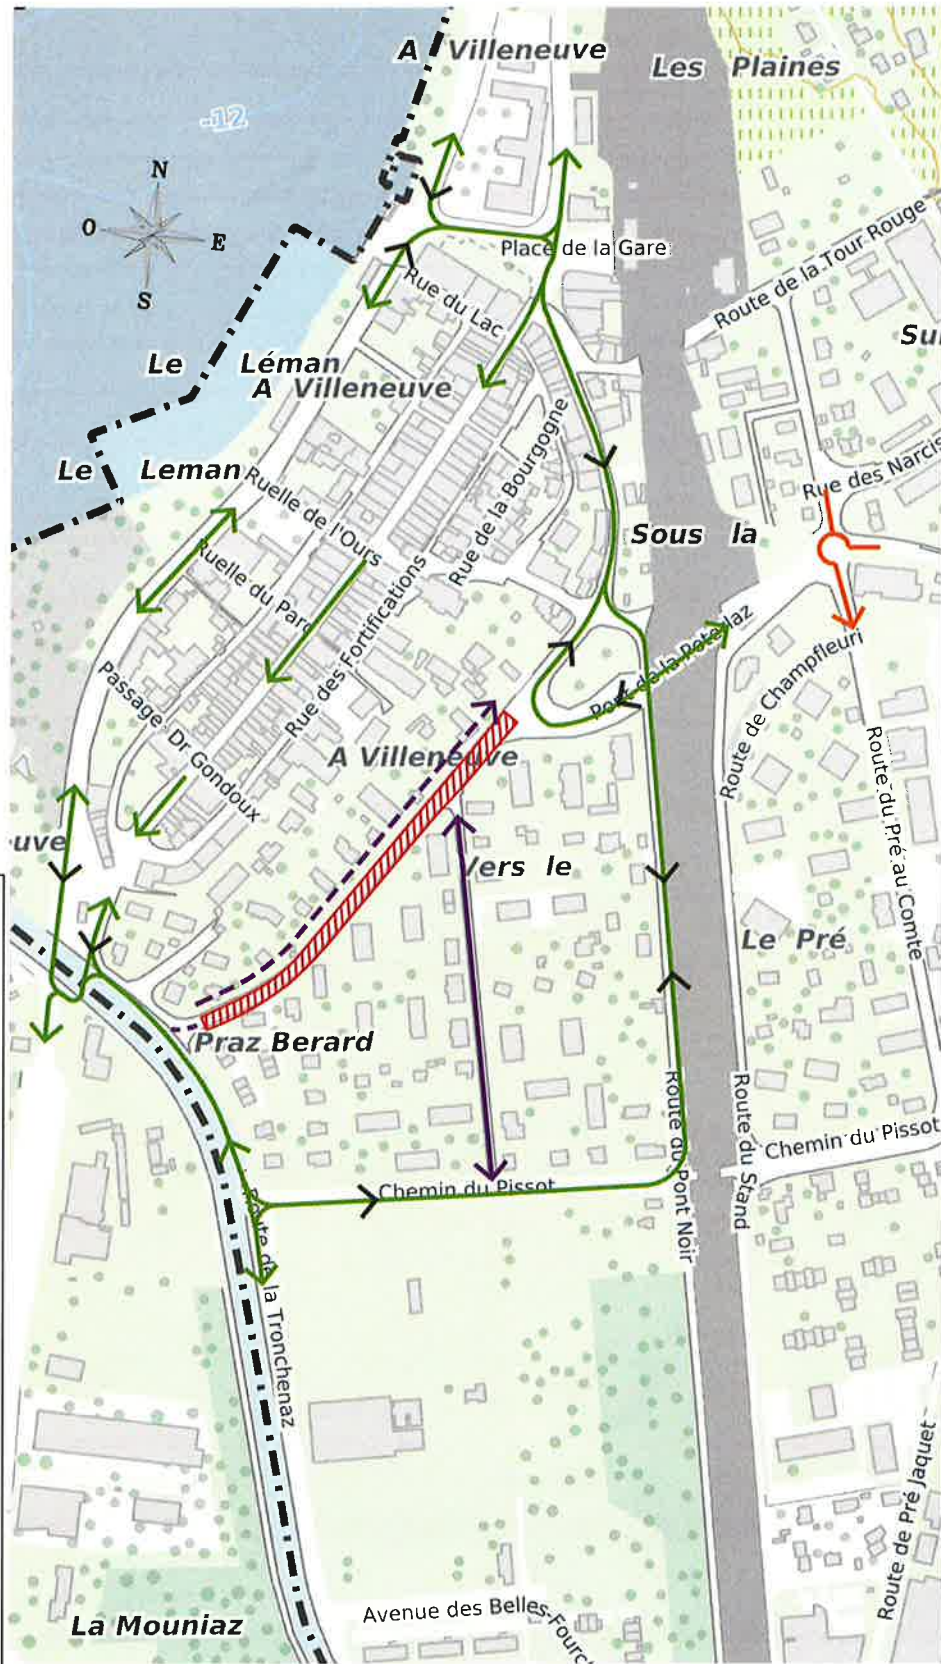 A Villeneuve
Les Plaines
-12
N
O
E
S
Place de la Gare
Route de la Tour Rouge
Rue du Lac
Le Léman
A Villeneuve
Le Leman
Rue des Narcis
Ruelle de l'Ours
Rue de la Bourgogne
Sous la
Ruelle du Parc
Rue des Fortifications
Pont de la Potelaz
Route de Champfleuri
Passage Dr Gondoux
A Villeneuve
Route du Pré au Comte
euve
Vers le
Le Pré
Praz Berard
Route du Pont Noir
Route du Stand
Chemin du Pissot
Chemin du Pissot
Route de la Tronchenaz
Route de Pré Jaquet
La Mouniaz
Avenue des Belles-Fourc